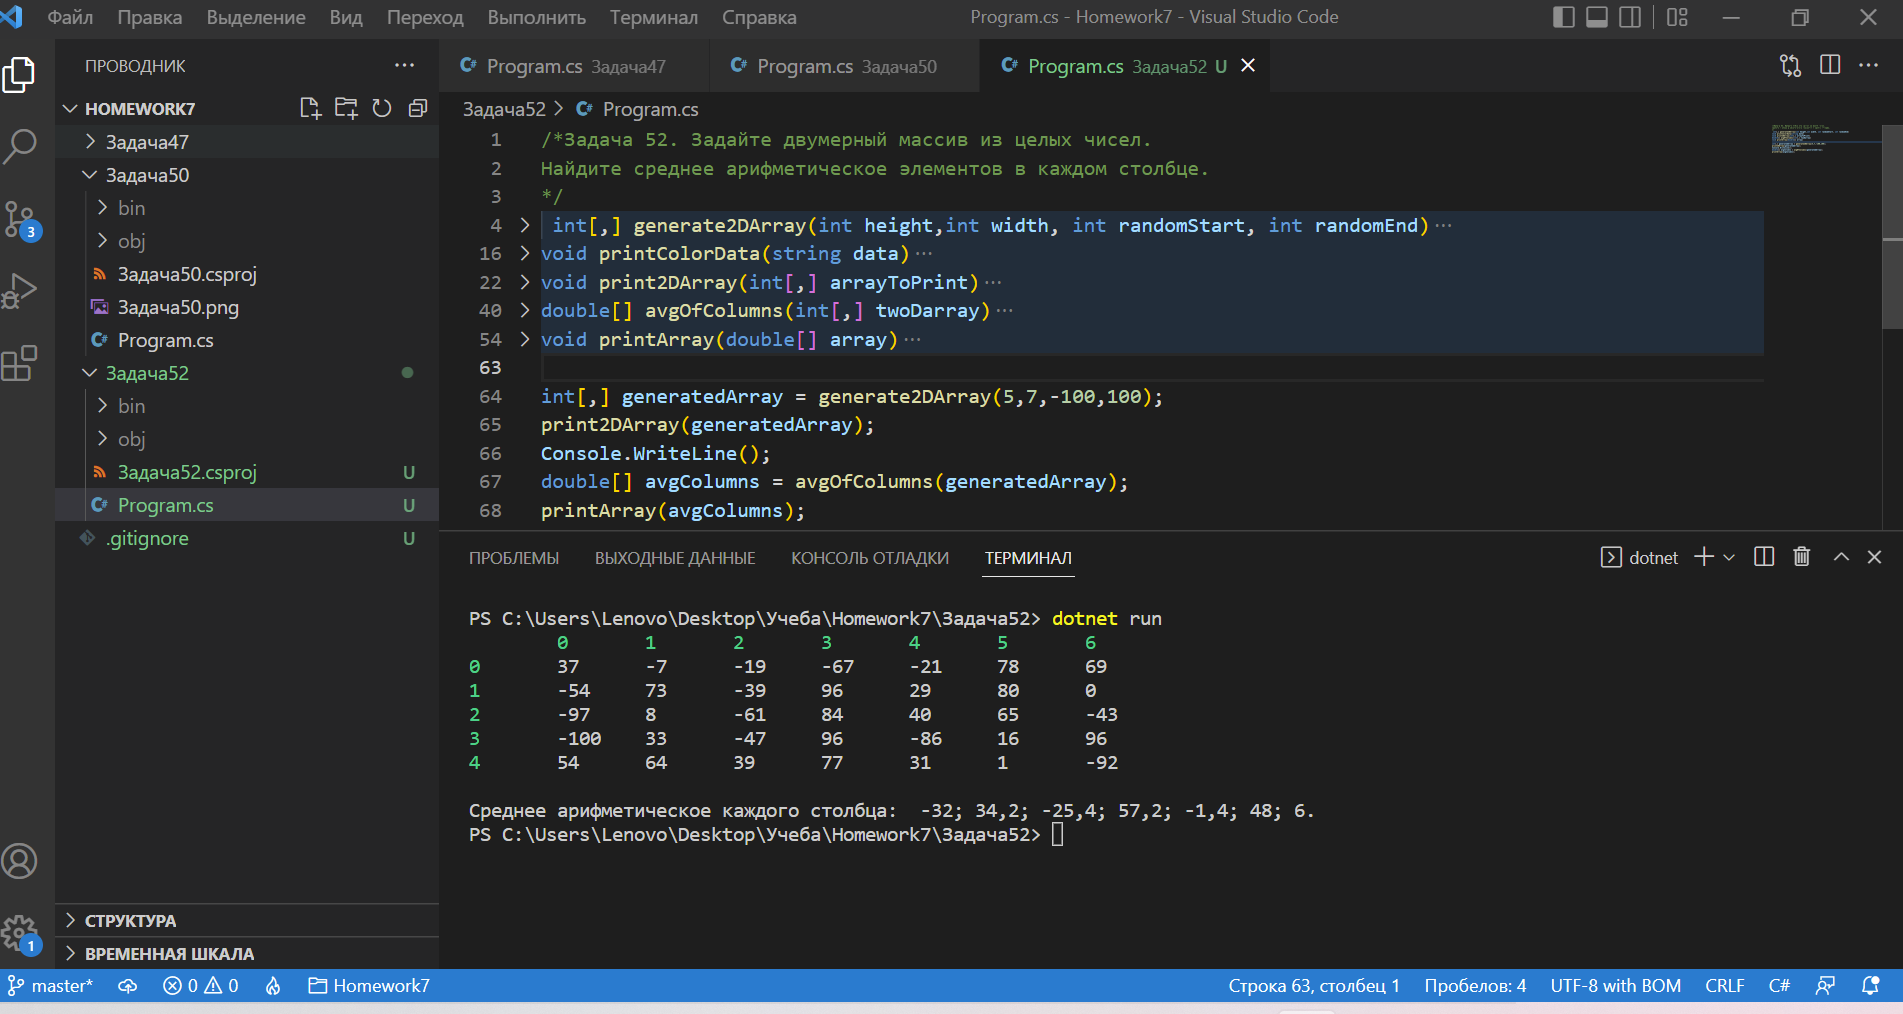 Файл Правка Выделение Вид Переход Выполнить Терминал Справка Program.cs - Homework7 - Visual Studio Code
ПРОВОДНИК ···
HOMEWORK7
Задача47
Задача50
bin
obj
Задача50.csproj
Задача50.png
C# Program.cs
Задача52
bin
obj
Задача52.csproj U
C# Program.cs U
.gitignore U
СТРУКТУРА
ВРЕМЕННАЯ ШКАЛА
3
1
C# Program.cs Задача47 C# Program.cs Задача50 C# Program.cs Задача52 U
Задача52 > C# Program.cs
1 /*Задача 52. Задайте двумерный массив из целых чисел.
2 Найдите среднее арифметическое элементов в каждом столбце.
3 */
4 > int[,] generate2DArray(int height,int width, int randomStart, int randomEnd)···
16 > void printColorData(string data)···
22 > void print2DArray(int[,] arrayToPrint)···
40 > double[] avgOfColumns(int[,] twoDarray)···
54 > void printArray(double[] array)···
63
64 int[,] generatedArray = generate2DArray(5,7,-100,100);
65 print2DArray(generatedArray);
66 Console.WriteLine();
67 double[] avgColumns = avgOfColumns(generatedArray);
68 printArray(avgColumns);
ПРОБЛЕМЫ ВЫХОДНЫЕ ДАННЫЕ КОНСОЛЬ ОТЛАДКИ ТЕРМИНАЛ dotnet
PS C:\Users\Lenovo\Desktop\Учеба\Homework7\Задача52> dotnet run
0 1 2 3 4 5 6
0 37 -7 -19 -67 -21 78 69
1 -54 73 -39 96 29 80 0
2 -97 8 -61 84 40 65 -43
3 -100 33 -47 96 -86 16 96
4 54 64 39 77 31 1 -92
Среднее арифметическое каждого столбца:  -32; 34,2; -25,4; 57,2; -1,4; 48; 6.
PS C:\Users\Lenovo\Desktop\Учеба\Homework7\Задача52>
master* 0 0 Homework7 Строка 63, столбец 1 Пробелов: 4 UTF-8 with BOM CRLF C#